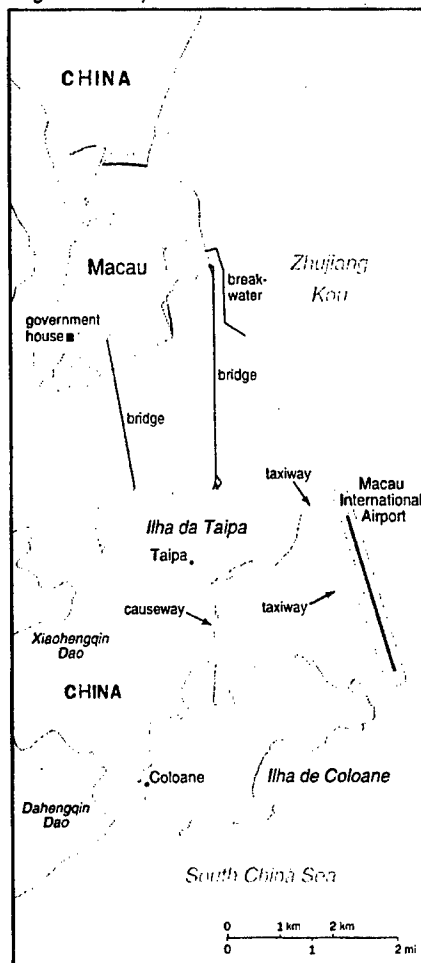 CHINA
Macau
Zhujiang
Kou
break-
water
government
house
bridge
bridge
taxiway
Macau
International
Airport
Ilha da Taipa
Taipa
causeway
taxiway
Xiaohengqin
Dao
CHINA
Coloane
Ilha de Coloane
Dahengqin
Dao
South China Sea
0 1 km 2 km
0 1 2 mi